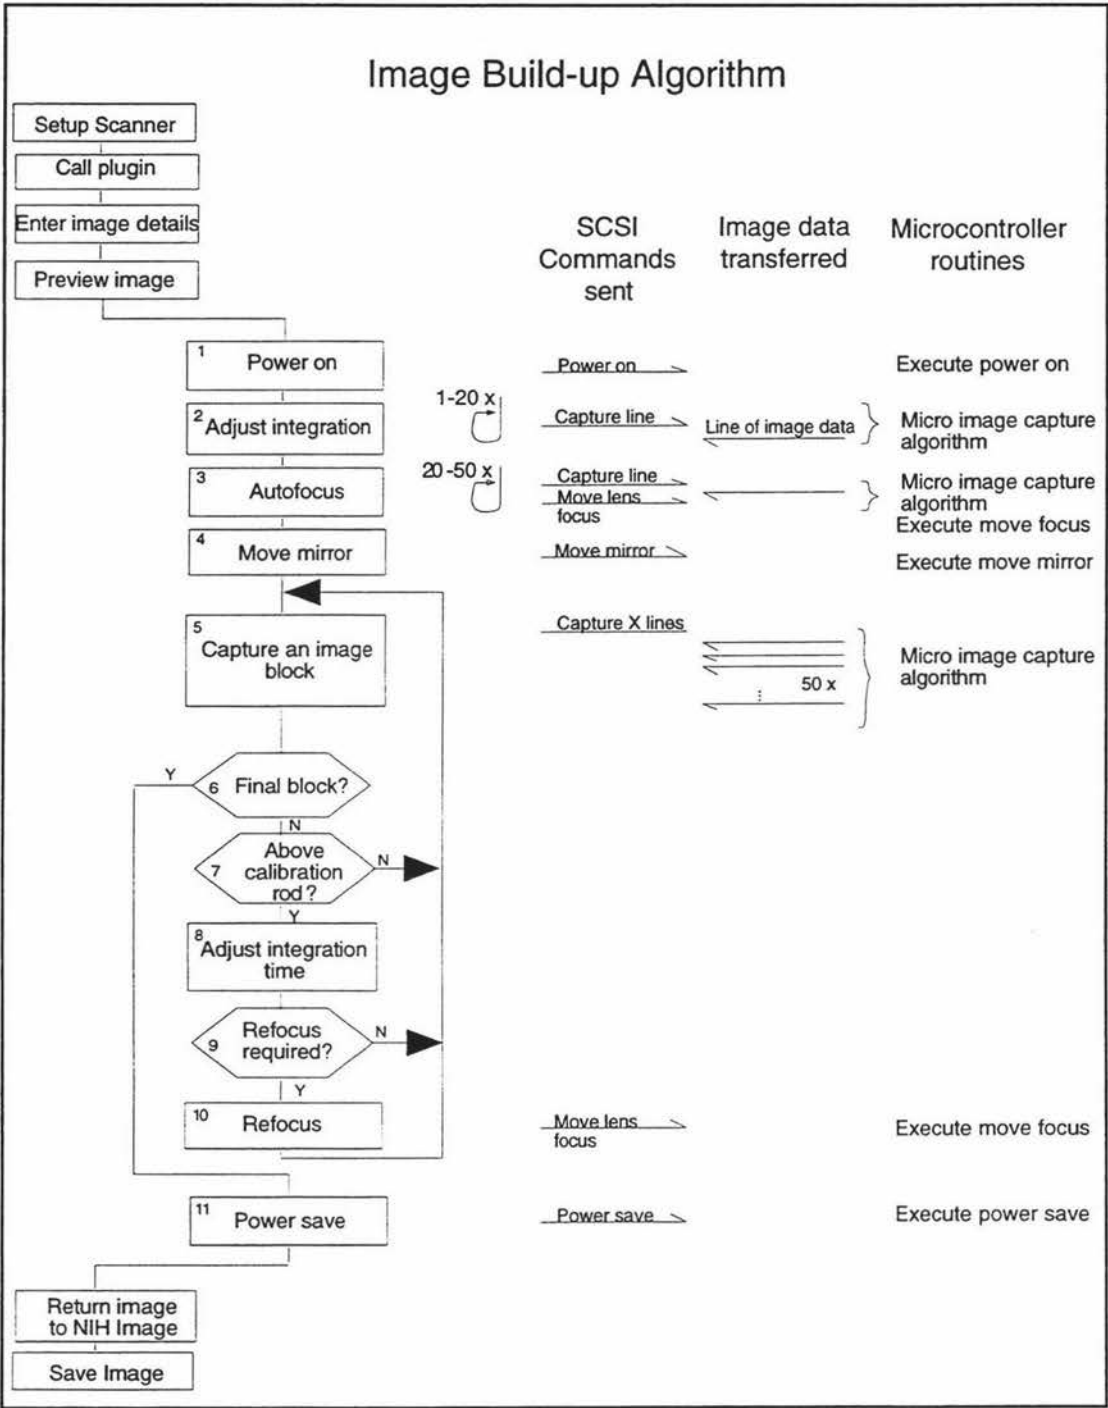 Image Build-up Algorithm
Setup Scanner
Call plugin
Enter image details
Preview image
SCSI
Commands
sent
Image data
transferred
Microcontroller
routines
1
Power on
Power on
Execute power on
2
Adjust integration
1-20 x
Capture line
Line of image data
Micro image capture
algorithm
3
Autofocus
20-50 x
Capture line
Move lens
focus
Micro image capture
algorithm
Execute move focus
4
Move mirror
Move mirror
Execute move mirror
5
Capture an image
block
Capture X lines
50 x
Micro image capture
algorithm
Y
6
Final block?
N
7
Above
calibration
rod?
N
Y
8
Adjust integration
time
9
Refocus
required?
N
Y
10
Refocus
Move lens
focus
Execute move focus
11
Power save
Power save
Execute power save
Return image
to NIH Image
Save Image